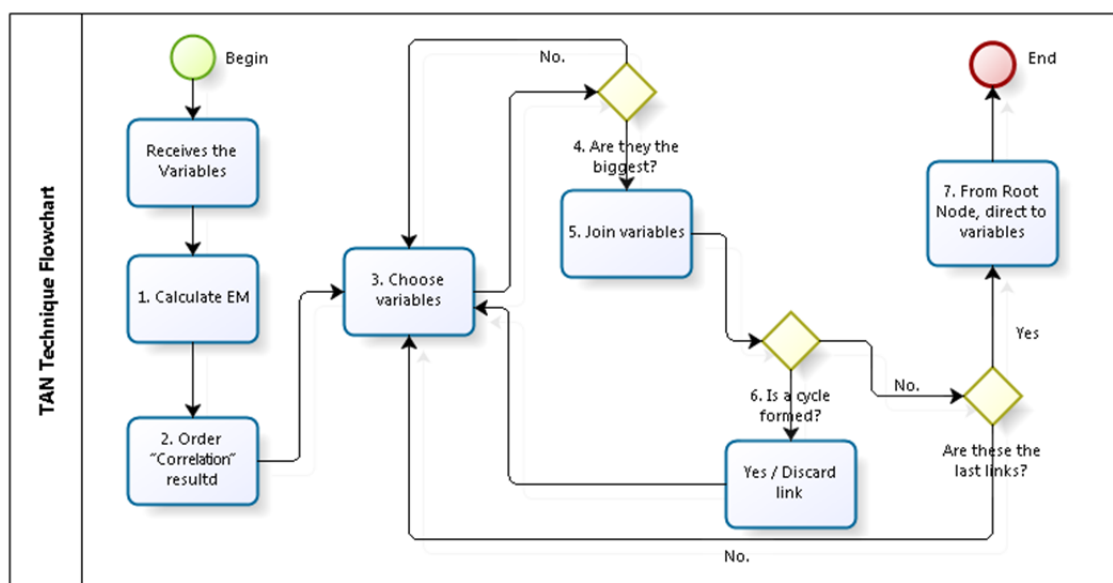 TAN Technique Flowchart
Begin
Receives the
Variables
1. Calculate EM
2. Order
"Correlation"
resultd
3. Choose
variables
No.
4. Are they the
biggest?
5. Join variables
6. Is a cycle
formed?
Yes / Discard
link
No.
Are these the
last links?
No.
Yes
7. From Root
Node, direct to
variables
End